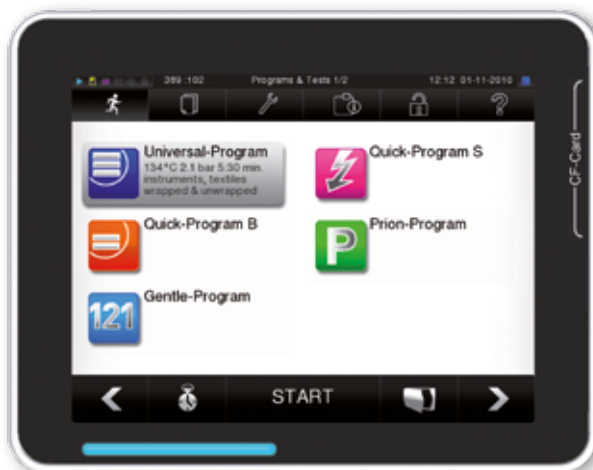 389 :102 Programs & Tests 1/2 12:12 01-11-2010
?
Universal-Program
134°C 2.1 bar 5:30 min.
instruments, textiles
wrapped & unwrapped
Quick-Program S
Quick-Program B
P
Prion-Program
121
Gentle-Program
START
CF-Card